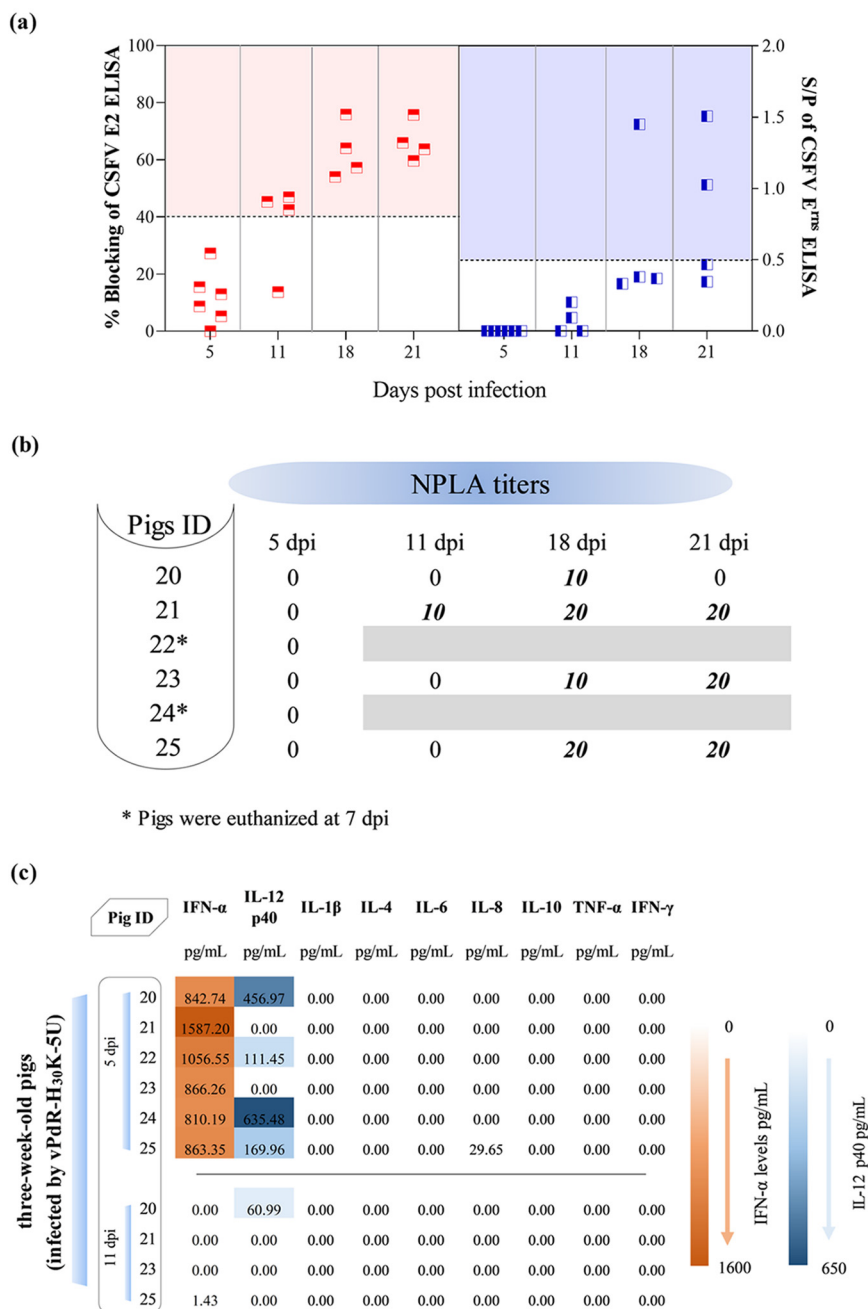 (a)
% Blocking of CSFV E2 ELISA
100
80
60
40
20
0
2.0
1.5
1.0
0.5
0.0
S/P of CSFV Erns ELISA
5 11 18 21 5 11 18 21
Days post infection
(b)
NPLA titers
Pigs ID
5 dpi 11 dpi 18 dpi 21 dpi
20 0 0 10 0
21 0 10 20 20
22* 0
23 0 0 10 20
24* 0
25 0 0 20 20
* Pigs were euthanized at 7 dpi
(c)
Pig ID
IFN-α IL-12 p40 IL-1β IL-4 IL-6 IL-8 IL-10 TNF-α IFN-γ
pg/mL pg/mL pg/mL pg/mL pg/mL pg/mL pg/mL pg/mL pg/mL
three-week-old pigs
(infected by vPdR-H30K-5U)
5 dpi
20 842.74 456.97 0.00 0.00 0.00 0.00 0.00 0.00 0.00
21 1587.20 0.00 0.00 0.00 0.00 0.00 0.00 0.00 0.00
22 1056.55 111.45 0.00 0.00 0.00 0.00 0.00 0.00 0.00
23 866.26 0.00 0.00 0.00 0.00 0.00 0.00 0.00 0.00
24 810.19 635.48 0.00 0.00 0.00 0.00 0.00 0.00 0.00
25 863.35 169.96 0.00 0.00 0.00 29.65 0.00 0.00 0.00
11 dpi
20 0.00 60.99 0.00 0.00 0.00 0.00 0.00 0.00 0.00
21 0.00 0.00 0.00 0.00 0.00 0.00 0.00 0.00 0.00
23 0.00 0.00 0.00 0.00 0.00 0.00 0.00 0.00 0.00
25 1.43 0.00 0.00 0.00 0.00 0.00 0.00 0.00 0.00
0
IFN-α levels pg/mL
1600
0
IL-12 p40 pg/mL
650